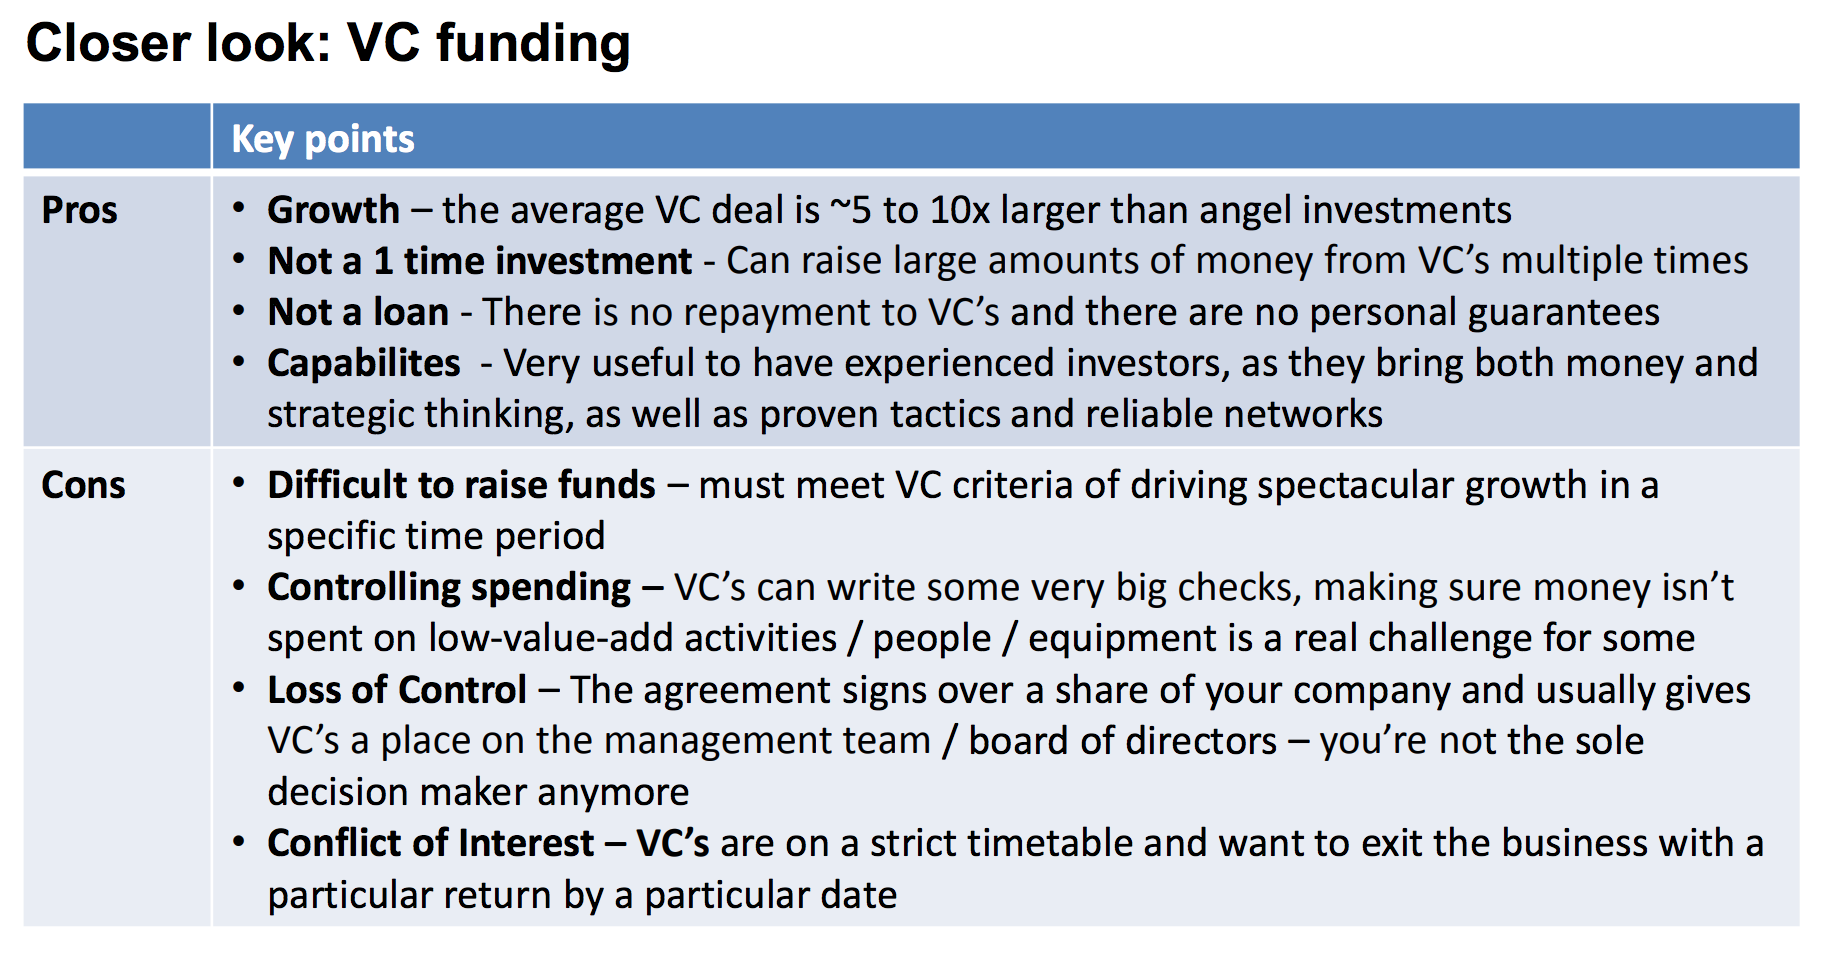 Closer look: VC funding
Key points
Pros
• Growth – the average VC deal is ~5 to 10x larger than angel investments
• Not a 1 time investment - Can raise large amounts of money from VC’s multiple times
• Not a loan - There is no repayment to VC’s and there are no personal guarantees
• Capabilites - Very useful to have experienced investors, as they bring both money and
strategic thinking, as well as proven tactics and reliable networks
Cons
• Difficult to raise funds – must meet VC criteria of driving spectacular growth in a
specific time period
• Controlling spending – VC’s can write some very big checks, making sure money isn’t
spent on low-value-add activities / people / equipment is a real challenge for some
• Loss of Control – The agreement signs over a share of your company and usually gives
VC’s a place on the management team / board of directors – you’re not the sole
decision maker anymore
• Conflict of Interest – VC’s are on a strict timetable and want to exit the business with a
particular return by a particular date